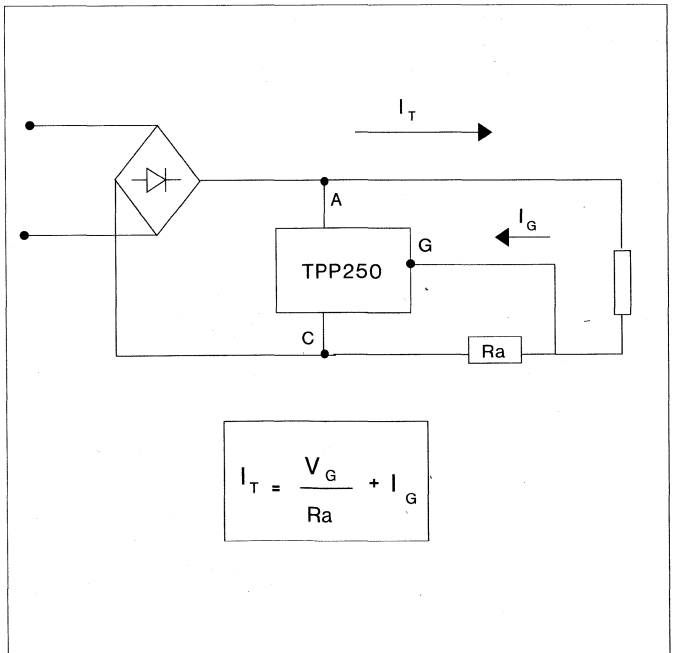 I_T
A
I_G
G
TPP250
C
Ra
I_T = V_G / Ra + I_G